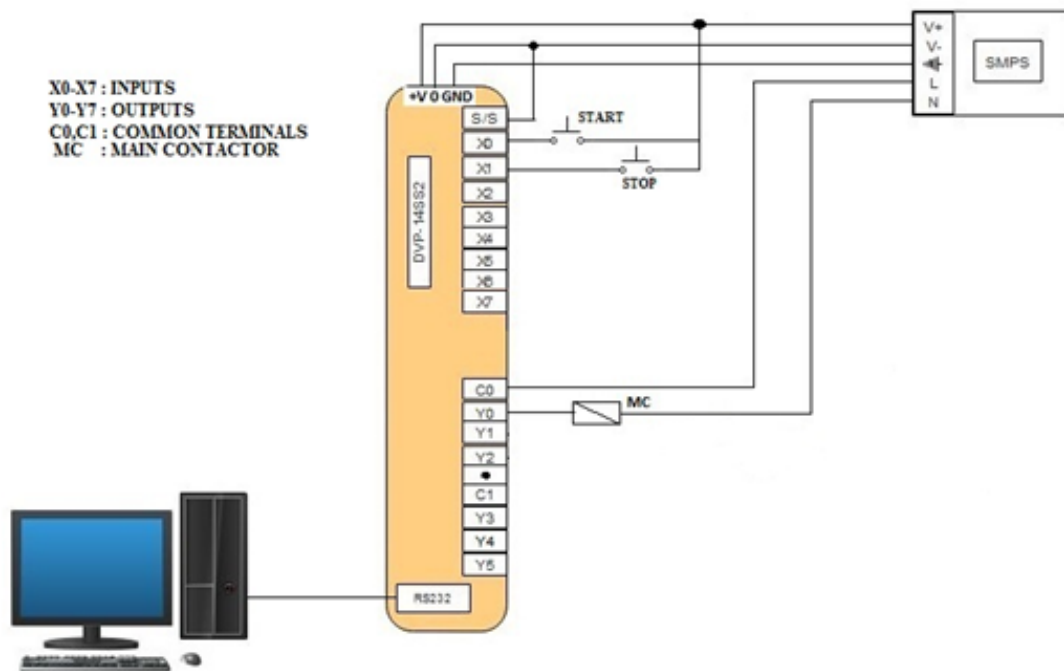 X0-X7 : INPUTS
Y0-Y7 : OUTPUTS
C0,C1 : COMMON TERMINALS
MC : MAIN CONTACTOR
+V 0 GND
S/S
X0
X1
X2
X3
X4
X5
X6
X7
DVP-14SS2
START
STOP
V+
V-
L
N
SMPS
C0
Y0
Y1
Y2
C1
Y3
Y4
Y5
MC
RS232